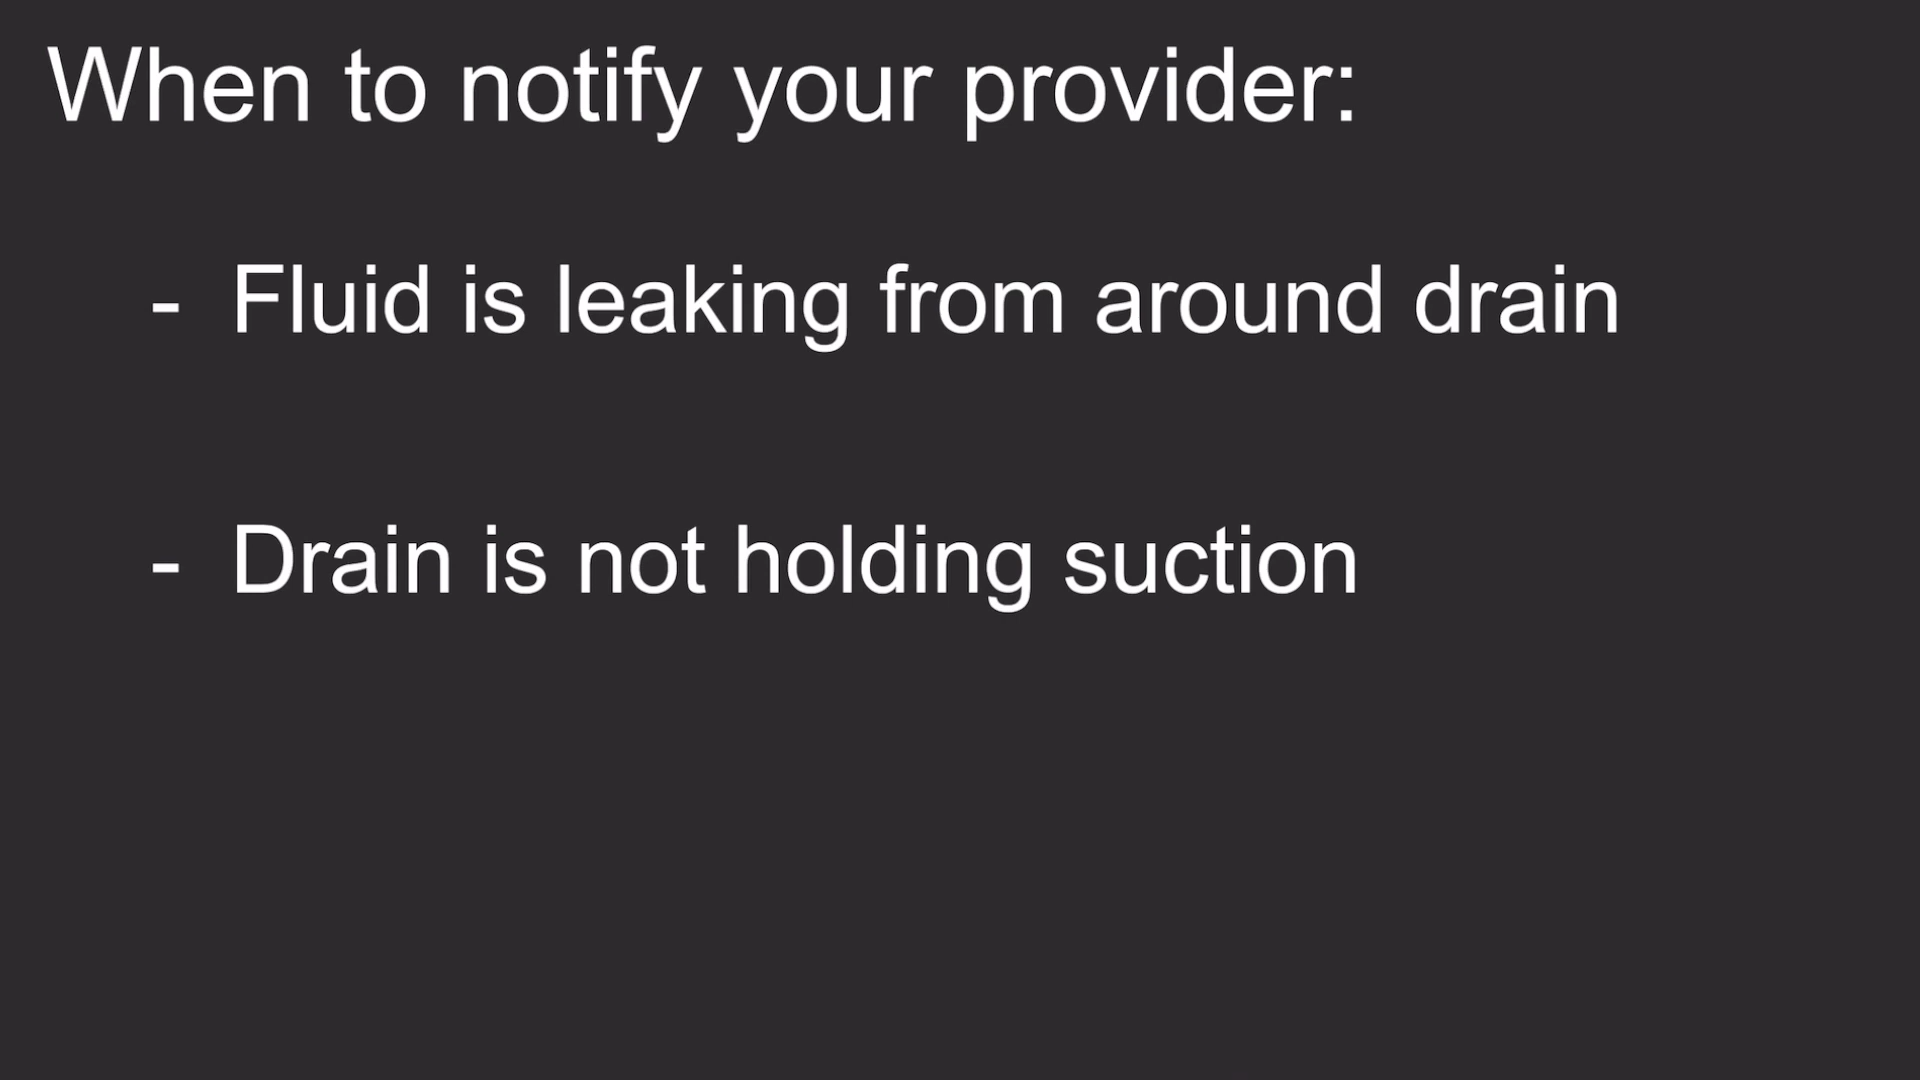 When to notify your provider:
- Fluid is leaking from around drain
- Drain is not holding suction